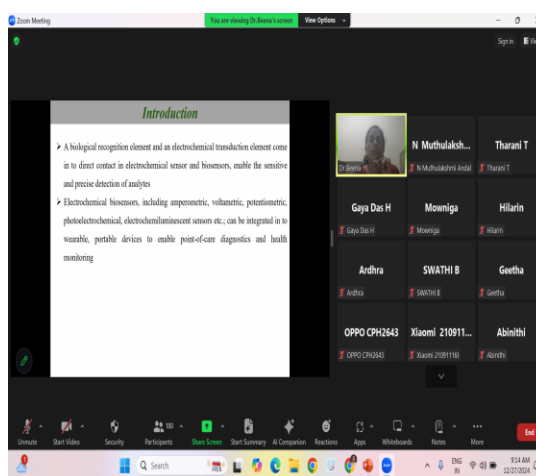 Zoom Meeting
You are viewing Dr.Beena's screen
View Options
Sign in
Introduction
➤ A biological recognition element and an electrochemical transduction element come
in to direct contact in electrochemical sensor and biosensors, enable the sensitive
and precise detection of analytes
➤ Electrochemical biosensors, including amperometric, voltametric, potentiometric,
photoelectrochemical, electrochemiluminescent sensors etc.; can be integrated in to
wearable, portable devices to enable point-of-care diagnostics and health
monitoring
Dr.Beena
N Muthulaksh...
N Muthulakshmi Andal
Tharani T
Tharani T
Gaya Das H
Gaya Das H
Mowniga
Mowniga
Hilarin
Hilarin
Ardhra
Ardhra
SWATHI B
SWATHI B
Geetha
Geetha
OPPO CPH2643
OPPO CPH2643
Xiaomi 210911...
Xiaomi 21091116I
Abinithi
Abinithi
Unmute
Start Video
Security
Participants
100
Share Screen
Start Summary
AI Companion
Reactions
Apps
Whiteboards
Notes
More
End
Search
ENG
IN
9:14 AM
12/27/2024